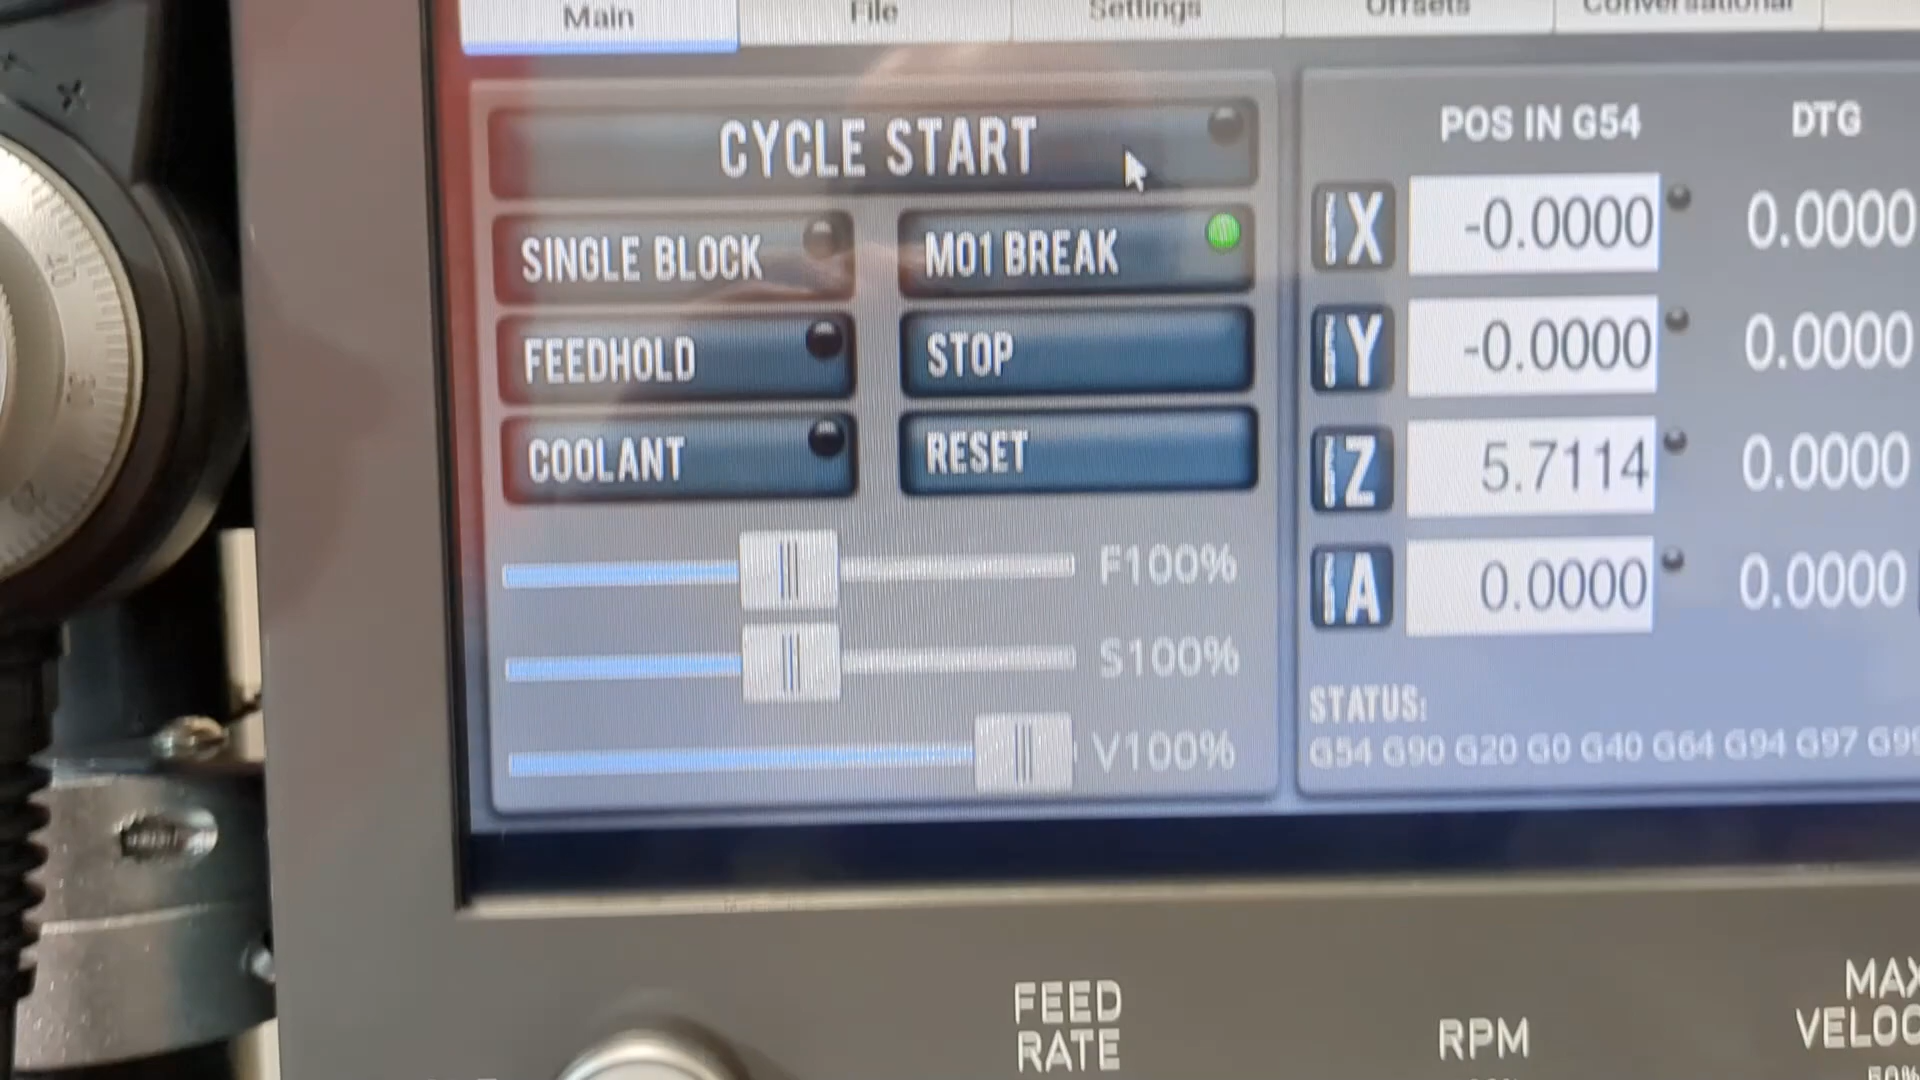 Main File Settings Offsets Conversational
CYCLE START
SINGLE BLOCK M01 BREAK
FEEDHOLD STOP
COOLANT RESET
F100%
S100%
V100%
POS IN G54 DTG
X -0.0000 0.0000
Y -0.0000 0.0000
Z 5.7114 0.0000
A 0.0000 0.0000
STATUS:
G54 G90 G20 G0 G40 G64 G94 G97 G99
FEED
RATE
RPM
MAX
VELOC